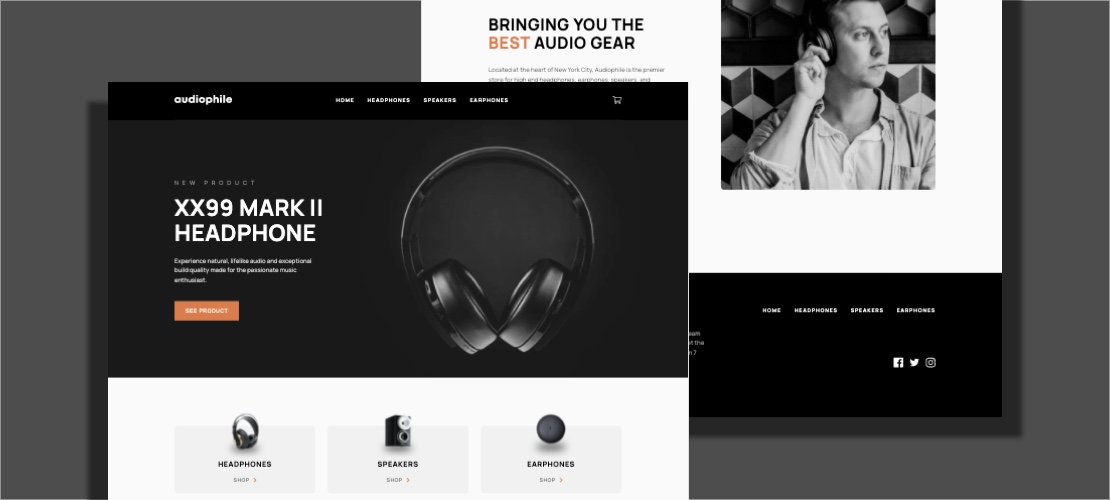 BRINGING YOU THE
BEST AUDIO GEAR
Located at the heart of New York City, Audiophile is the premier
store for high end headphones, earphones, speakers, and
audiophile
HOME HEADPHONES SPEAKERS EARPHONES
NEW PRODUCT
XX99 MARK II
HEADPHONE
Experience natural, lifelike audio and exceptional
build quality made for the passionate music
enthusiast.
SEE PRODUCT
HEADPHONES
SHOP
SPEAKERS
SHOP
EARPHONES
SHOP
HOME HEADPHONES SPEAKERS EARPHONES
the
7